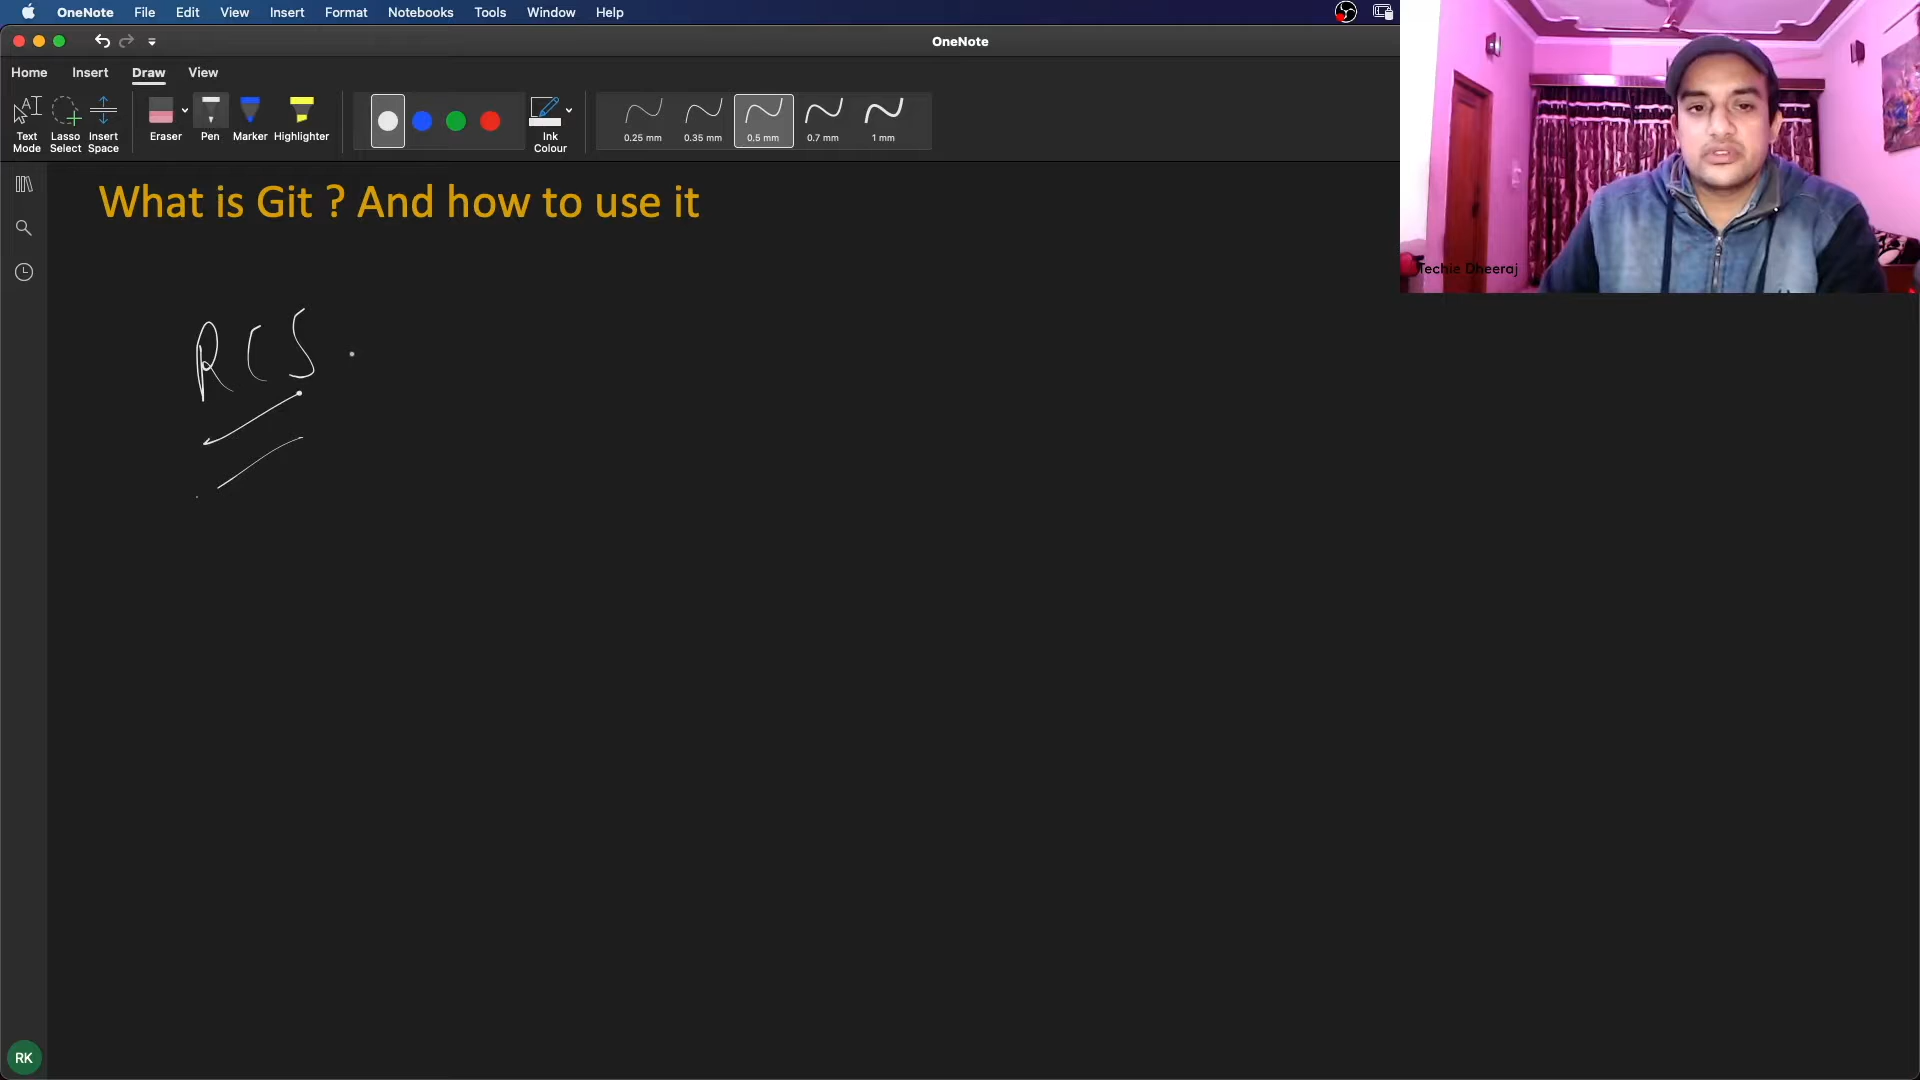 OneNote File Edit View Insert Format Notebooks Tools Window Help
OneNote
Home Insert Draw View
Text Mode
Lasso Select
Insert Space
Eraser
Pen
Marker
Highlighter
Ink Colour
0.25 mm
0.35 mm
0.5 mm
0.7 mm
1 mm
What is Git ? And how to use it
Techie Dheeraj
RCS
RK